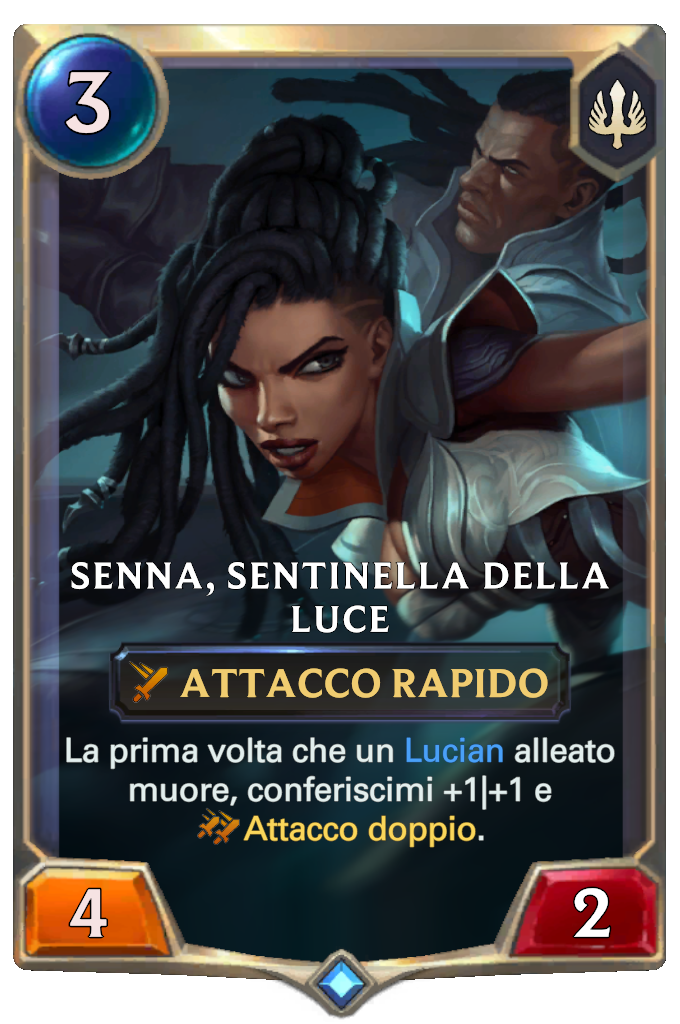 3
SENNA, SENTINELLA DELLA
LUCE
ATTACCO RAPIDO
La prima volta che un Lucian alleato
muore, conferiscimi +1|+1 e
Attacco doppio.
4
2